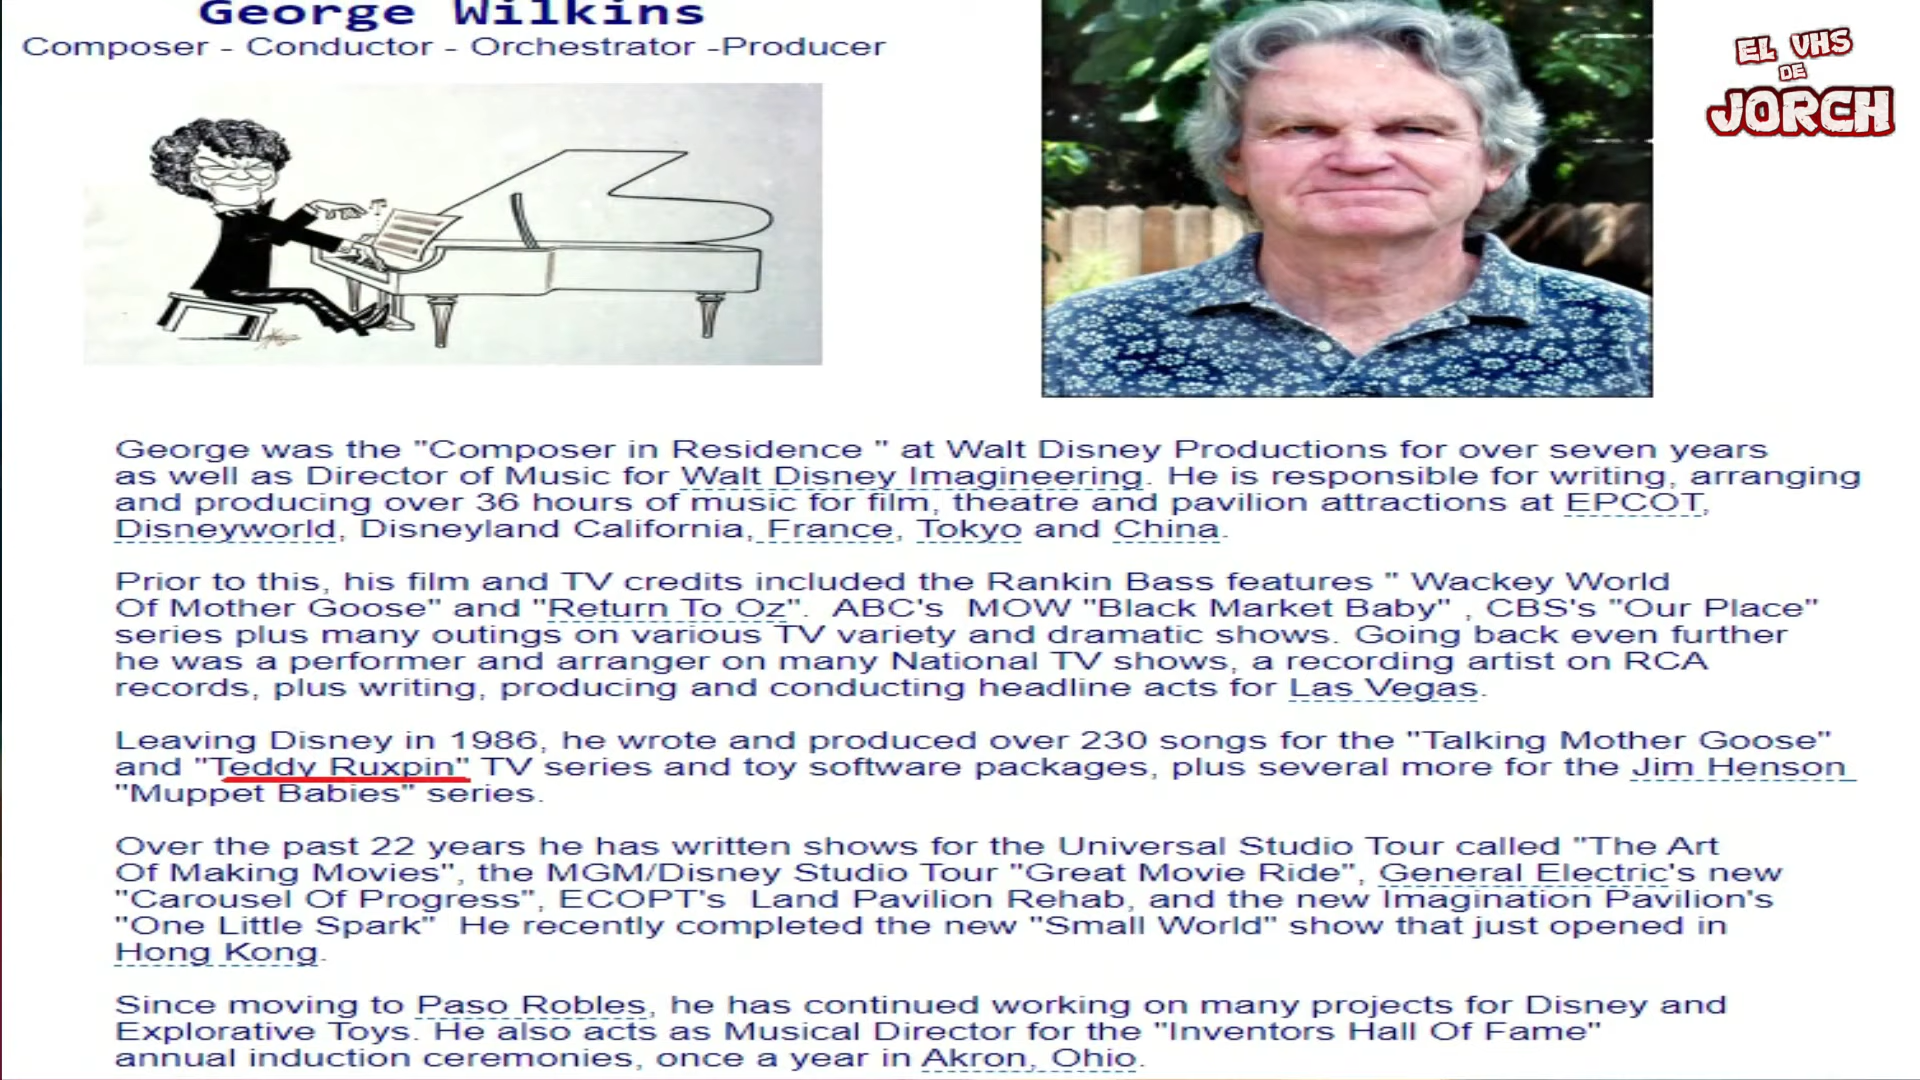 George Wilkins
Composer - Conductor - Orchestrator -Producer
EL VHS
DE
JORCH
George was the "Composer in Residence " at Walt Disney Productions for over seven years
as well as Director of Music for Walt Disney Imagineering. He is responsible for writing, arranging
and producing over 36 hours of music for film, theatre and pavilion attractions at EPCOT,
Disneyworld, Disneyland California, France, Tokyo and China.
Prior to this, his film and TV credits included the Rankin Bass features " Wackey World
Of Mother Goose" and "Return To Oz".  ABC's  MOW "Black Market Baby" , CBS's "Our Place"
series plus many outings on various TV variety and dramatic shows. Going back even further
he was a performer and arranger on many National TV shows, a recording artist on RCA
records, plus writing, producing and conducting headline acts for Las Vegas.
Leaving Disney in 1986, he wrote and produced over 230 songs for the "Talking Mother Goose"
and "Teddy Ruxpin" TV series and toy software packages, plus several more for the Jim Henson
"Muppet Babies" series.
Over the past 22 years he has written shows for the Universal Studio Tour called "The Art
Of Making Movies", the MGM/Disney Studio Tour "Great Movie Ride", General Electric's new
"Carousel Of Progress", ECOPT's  Land Pavilion Rehab, and the new Imagination Pavilion's
"One Little Spark"  He recently completed the new "Small World" show that just opened in
Hong Kong.
Since moving to Paso Robles, he has continued working on many projects for Disney and
Explorative Toys. He also acts as Musical Director for the "Inventors Hall Of Fame"
annual induction ceremonies, once a year in Akron, Ohio.